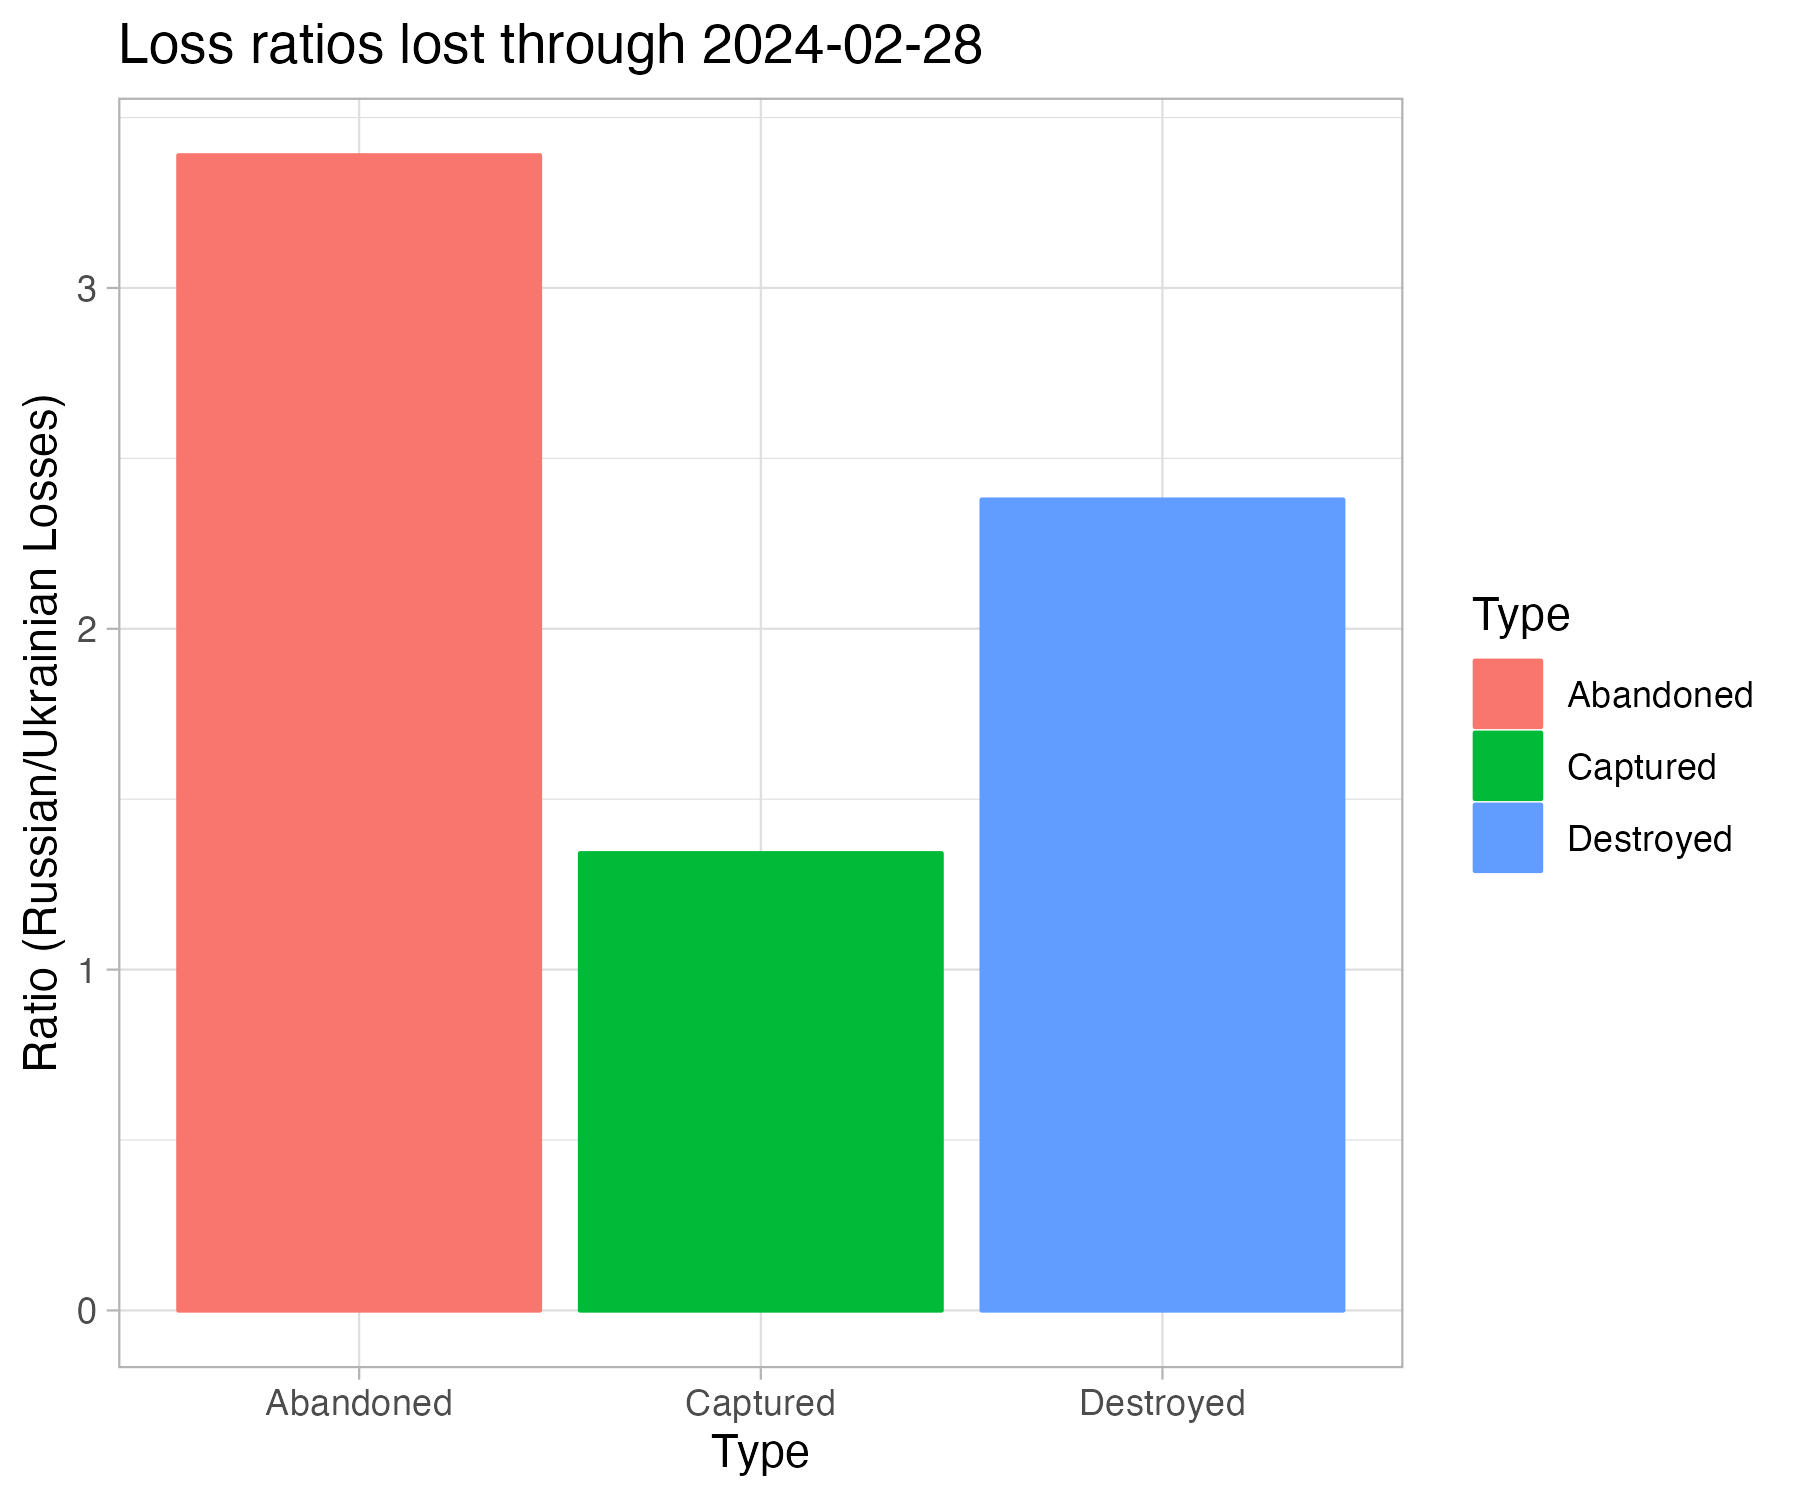 Loss ratios lost through 2024-02-28
Ratio (Russian/Ukrainian Losses)
3
2
1
0
Abandoned
Captured
Destroyed
Type
Type
Abandoned
Captured
Destroyed